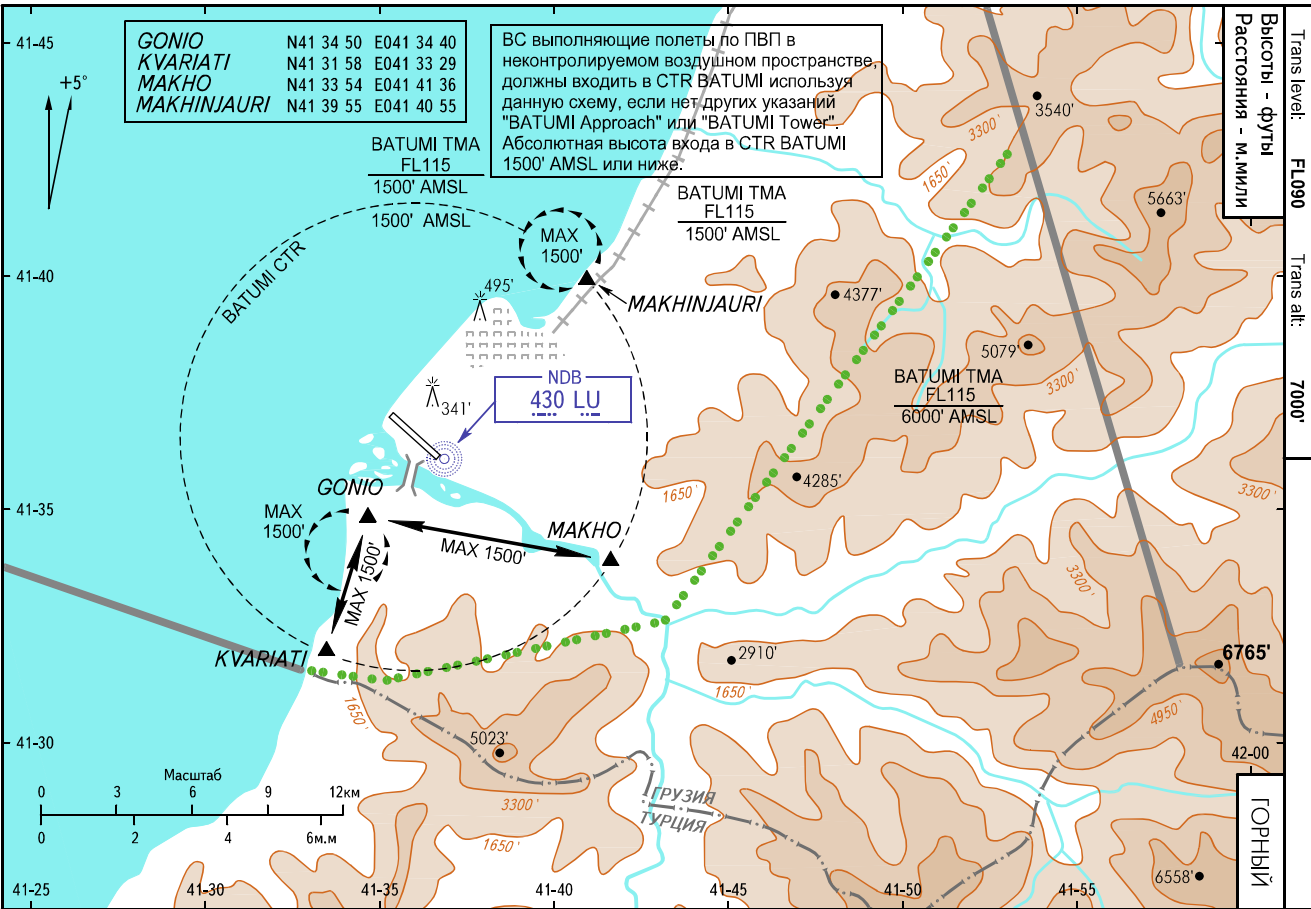 GONIO N41 34 50 E041 34 40
KVARIATI N41 31 58 E041 33 29
MAKHO N41 33 54 E041 41 36
MAKHINJAURI N41 39 55 E041 40 55
ВС выполняющие полеты по ПВП в
неконтролируемом воздушном пространстве,
должны входить в CTR BATUMI используя
данную схему, если нет других указаний
"BATUMI Approach" или "BATUMI Tower".
Абсолютная высота входа в CTR BATUMI
1500' AMSL или ниже.
Trans level: FL090 Trans alt: 7000'
Высоты - футы
Расстояния - м.мили
41-45
+5°
BATUMI TMA
FL115
1500' AMSL
1500' AMSL
BATUMI TMA
FL115
1500' AMSL
3300'
3540'
1650'
5663'
BATUMI CTR
MAX
1500'
41-40
495'
MAKHINJAURI
4377'
5079'
3300'
NDB
430 LU
341'
BATUMI TMA
FL115
6000' AMSL
GONIO
1650'
4285'
3300'
41-35
MAX
1500'
MAX 1500'
MAKHO
MAX 1500'
3300'
KVARIATI
2910'
6765'
1650'
1650'
4950'
41-30
5023'
42-00
Масштаб
0 3 6 9 12км
0 2 4 6м.м
3300'
1650'
ГРУЗИЯ
ТУРЦИЯ
ГОРНЫЙ
6558'
41-25
41-30
41-35
41-40
41-45
41-50
41-55